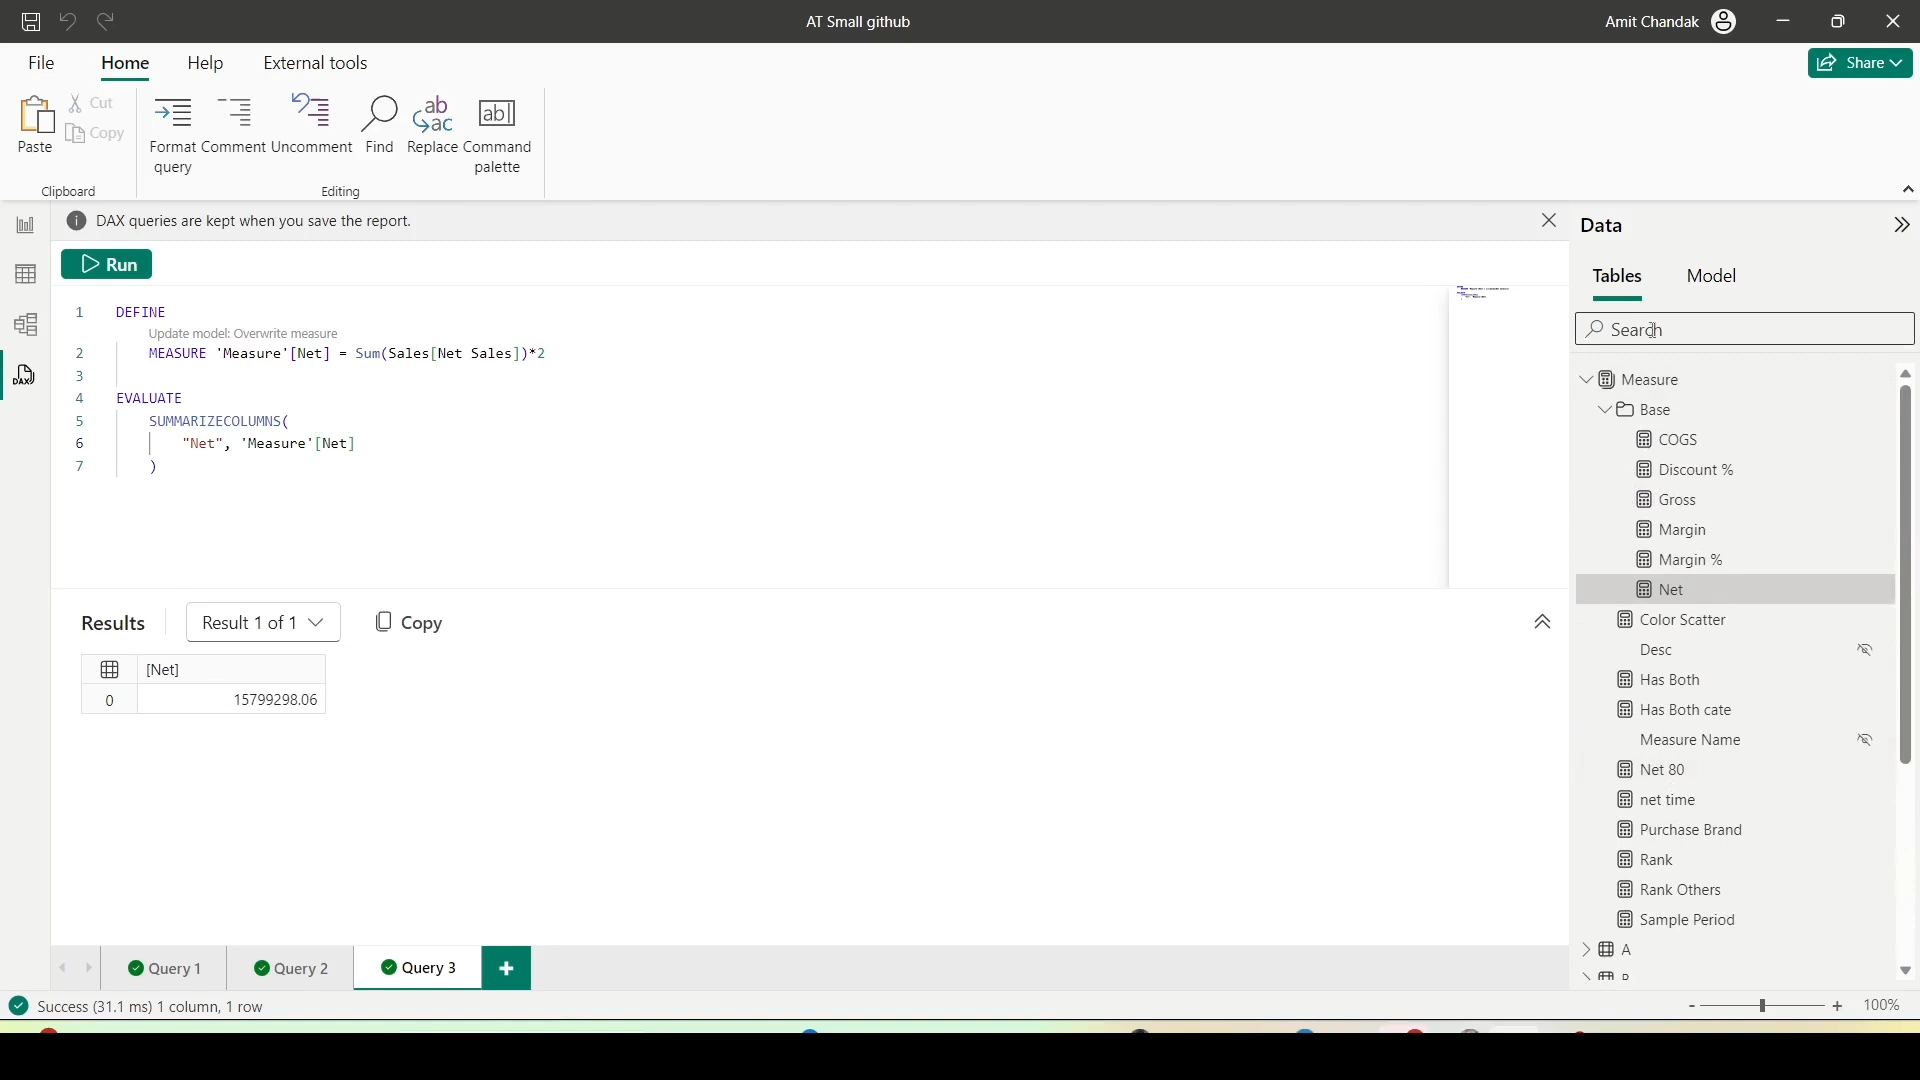 AT Small github
Amit Chandak
File
Home
Help
External tools
Share
Paste
Cut
Copy
Clipboard
Format query
Comment
Uncomment
Find
Replace
Command palette
Editing
DAX queries are kept when you save the report.
Run
1 DEFINE
Update model: Overwrite measure
2 MEASURE 'Measure'[Net] = Sum(Sales[Net Sales])*2
3
4 EVALUATE
5 SUMMARIZECOLUMNS(
6 "Net", 'Measure'[Net]
7 )
Results
Result 1 of 1
Copy
[Net]
0 15799298.06
Query 1
Query 2
Query 3
+
Success (31.1 ms) 1 column, 1 row
Data
Tables
Model
Search
Measure
Base
COGS
Discount %
Gross
Margin
Margin %
Net
Color Scatter
Desc
Has Both
Has Both cate
Measure Name
Net 80
net time
Purchase Brand
Rank
Rank Others
Sample Period
A
- + 100%
DAX